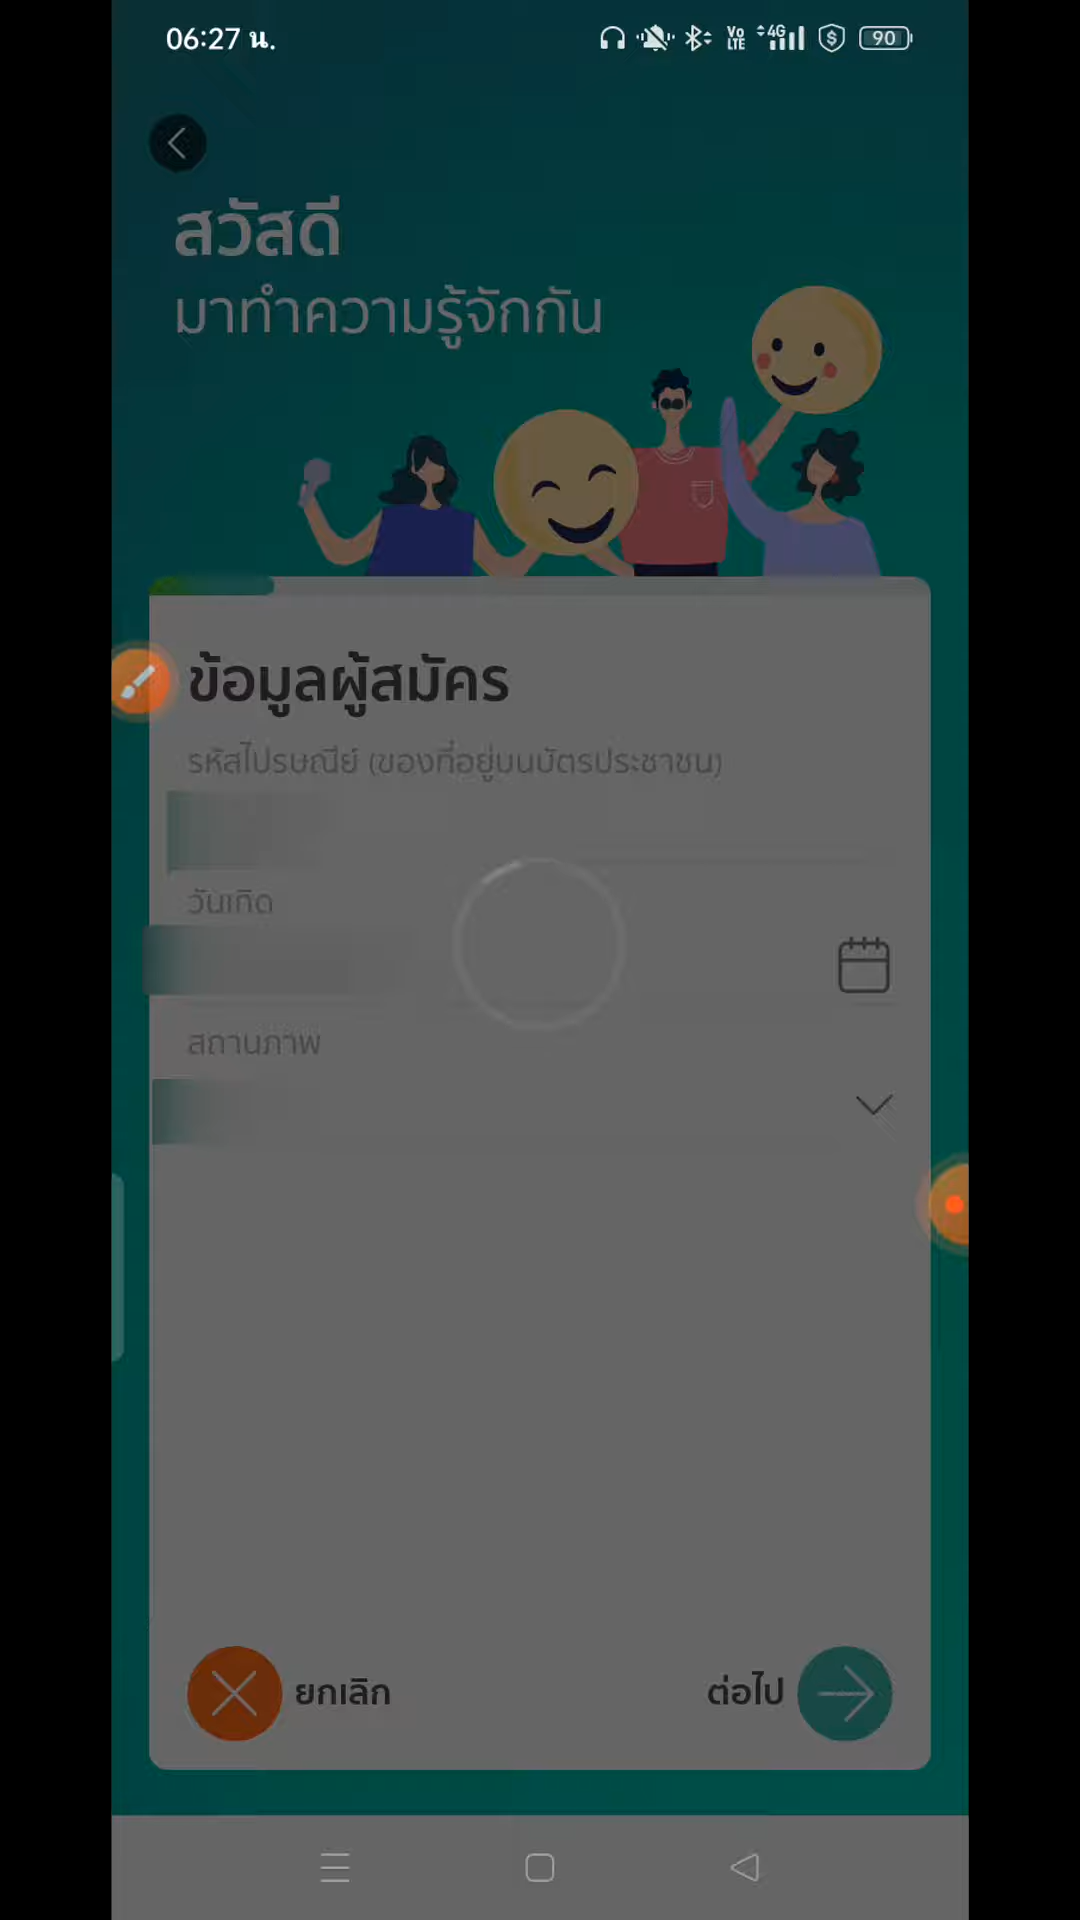 06:27 น.
Vo LTE 4G 90
สวัสดี
มาทำความรู้จักกัน
ข้อมูลผู้สมัคร
รหัสไปรษณีย์ (ของที่อยู่บนบัตรประชาชน)
วันเกิด
สถานภาพ
ยกเลิก
ต่อไป